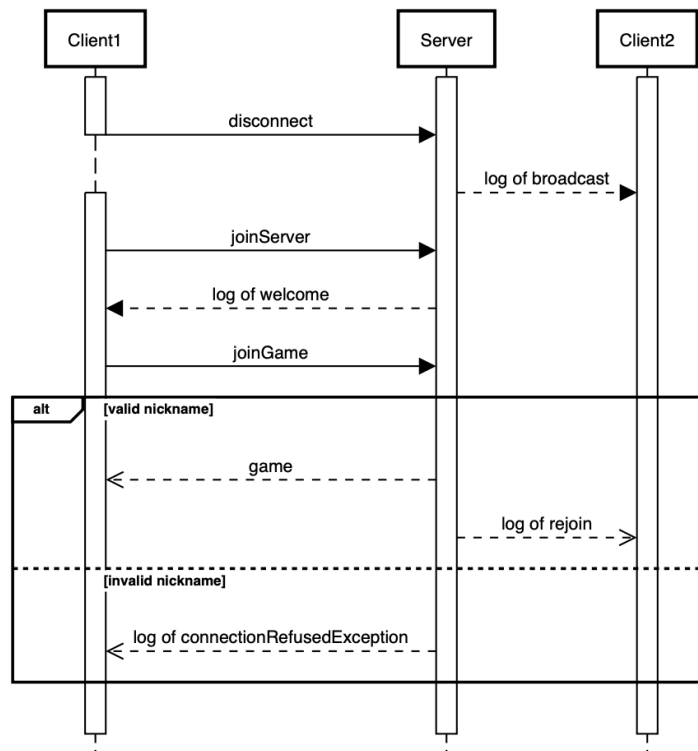 Client1
Server
Client2
disconnect
log of broadcast
joinServer
log of welcome
joinGame
alt
[valid nickname]
game
log of rejoin
[invalid nickname]
log of connectionRefusedException